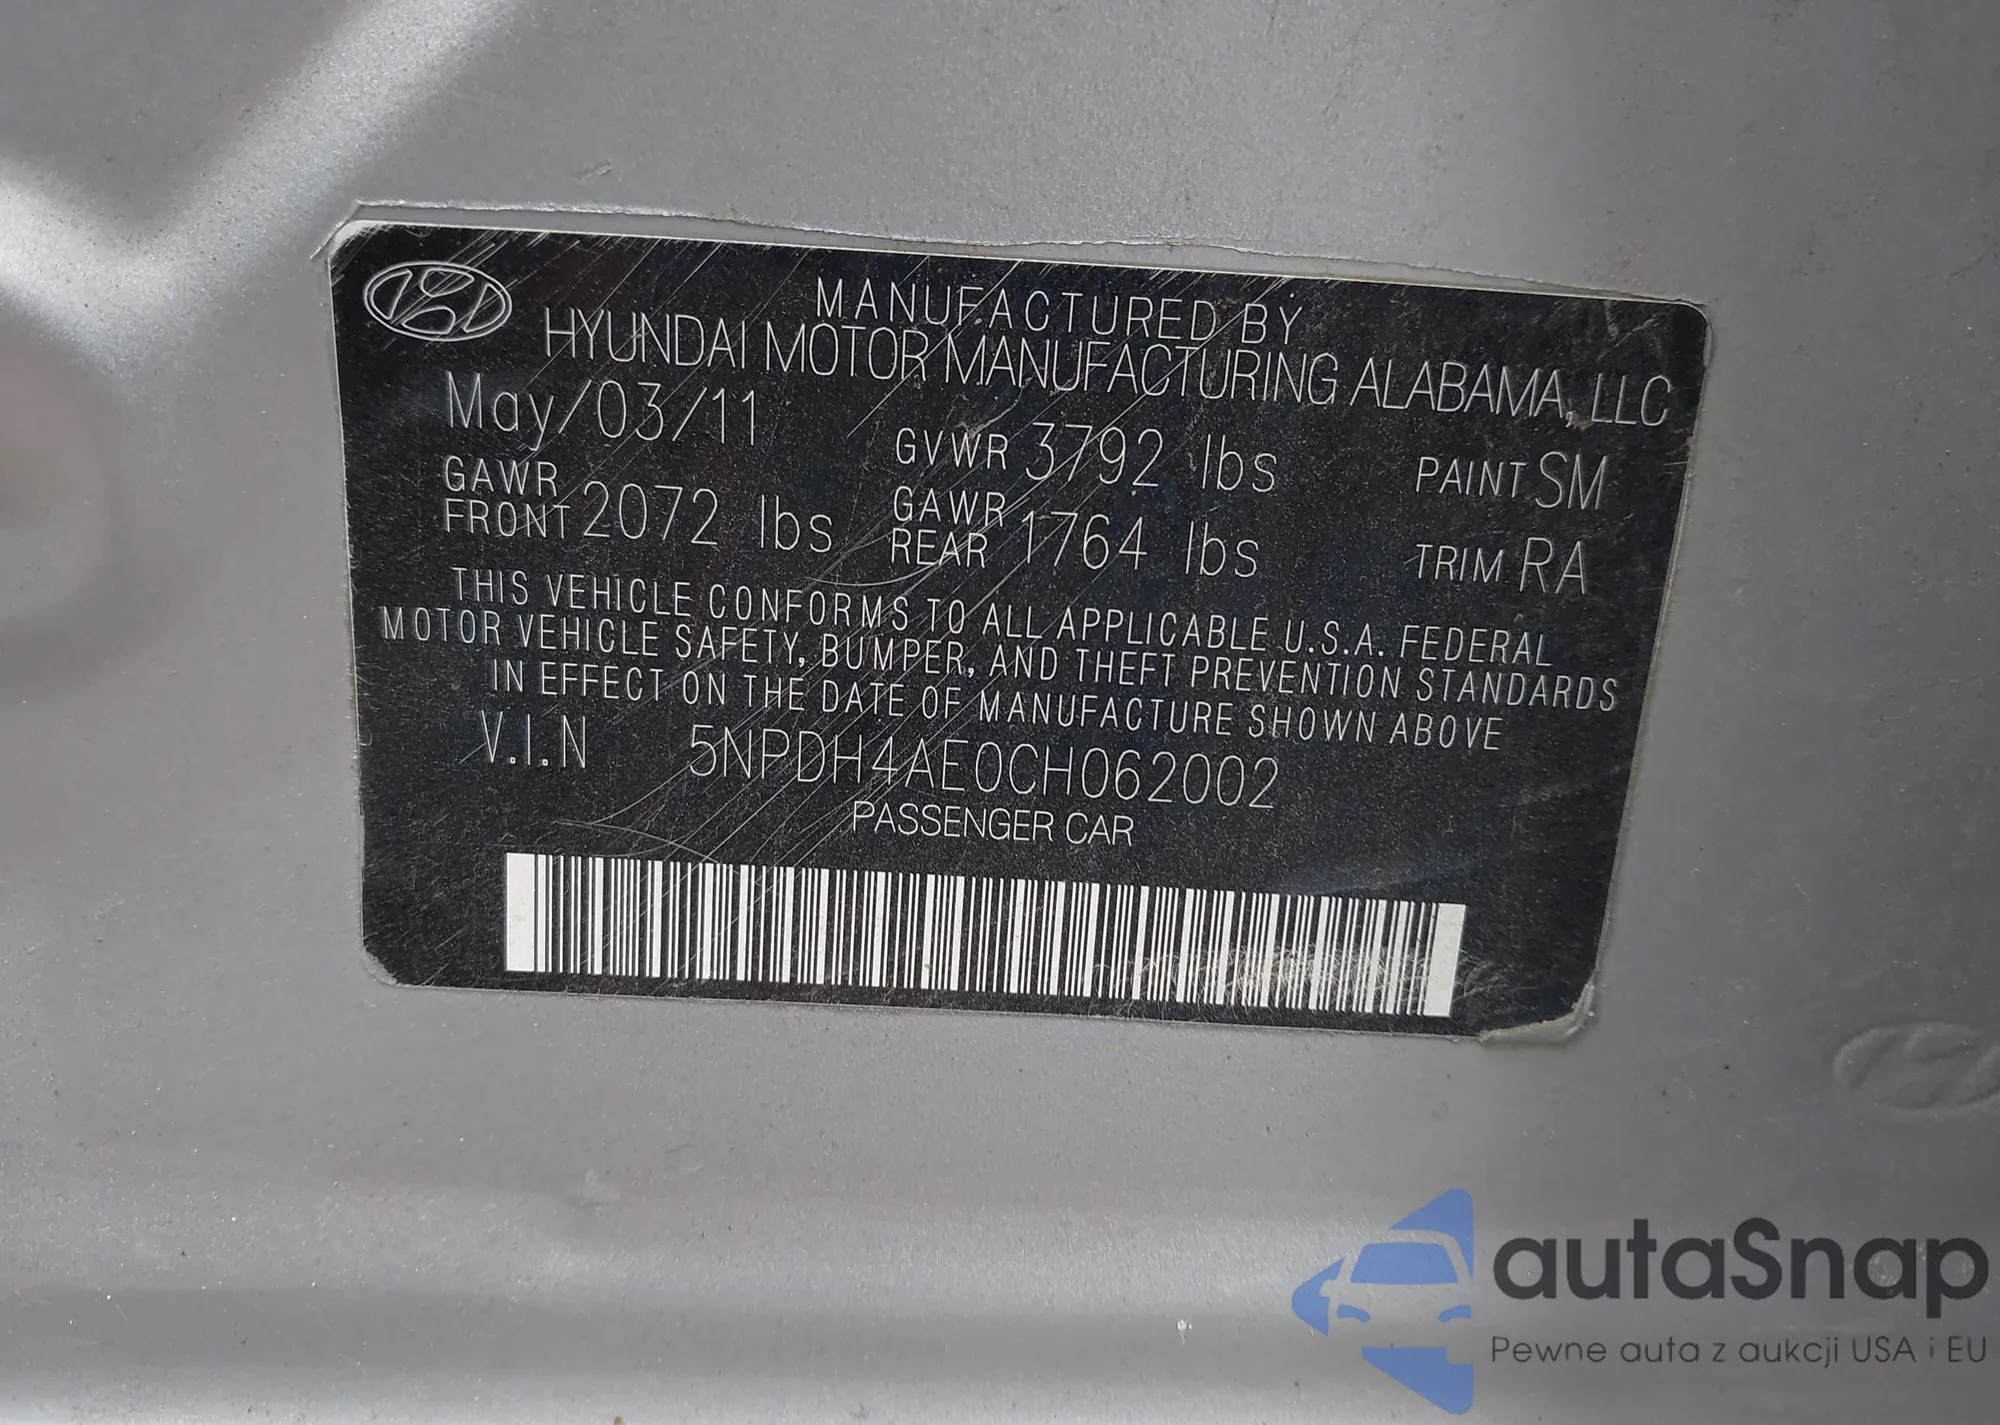 MANUFACTURED BY
HYUNDAI MOTOR MANUFACTURING ALABAMA, LLC
May/03/11
GVWR 3792 lbs
PAINT SM
GAWR FRONT 2072 lbs
GAWR REAR 1764 lbs
TRIM RA
THIS VEHICLE CONFORMS TO ALL APPLICABLE U.S.A. FEDERAL
MOTOR VEHICLE SAFETY, BUMPER, AND THEFT PREVENTION STANDARDS
IN EFFECT ON THE DATE OF MANUFACTURE SHOWN ABOVE
V.I.N 5NPDH4AE0CH062002
PASSENGER CAR
autaSnap
Pewne auta z aukcji USA i EU